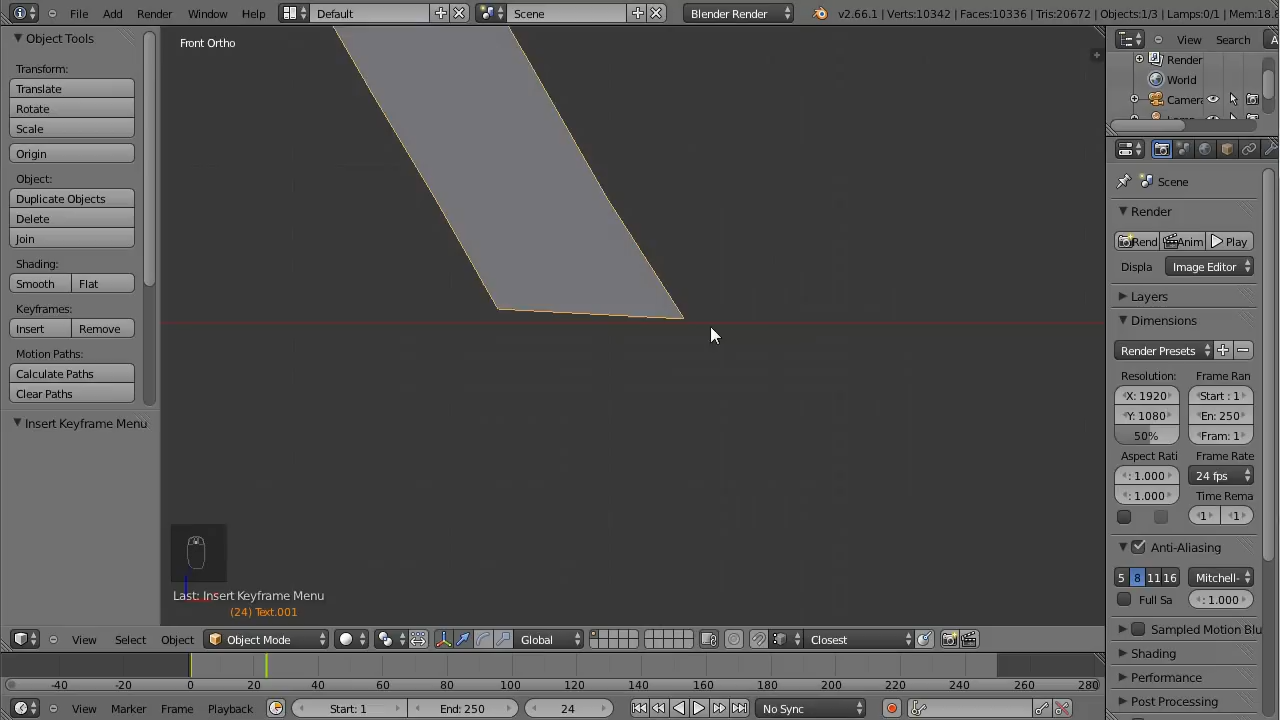 File Add Render Window Help Default Scene Blender Render v2.66.1 | Verts:10342 | Faces:10336 | Tris:20672 | Objects:1/3 | Lamps:0/1 | Mem:18.8
Object Tools
Transform:
Translate
Rotate
Scale
Origin
Object:
Duplicate Objects
Delete
Join
Shading:
Smooth Flat
Keyframes:
Insert Remove
Motion Paths:
Calculate Paths
Clear Paths
Insert Keyframe Menu
Front Ortho
Last: Insert Keyframe Menu
(24) Text.001
View Select Object Object Mode Global Closest
View Search
Render
World
Camera
Scene
Render
Rend Anim Play
Displa Image Editor
Layers
Dimensions
Render Presets
Resolution: Frame Ran
X: 1920 Start : 1
Y: 1080 En: 250
50% Fram: 1
Aspect Rati Frame Rate
: 1.000 24 fps
: 1.000 Time Rema
1 1
Anti-Aliasing
5 8 11 16 Mitchell-
Full Sa : 1.000
Sampled Motion Blu
Shading
Performance
Post Processing
-40 -20 0 20 40 60 80 100 120 140 160 180 200 220 240 260 280
View Marker Frame Playback Start: 1 End: 250 24 No Sync